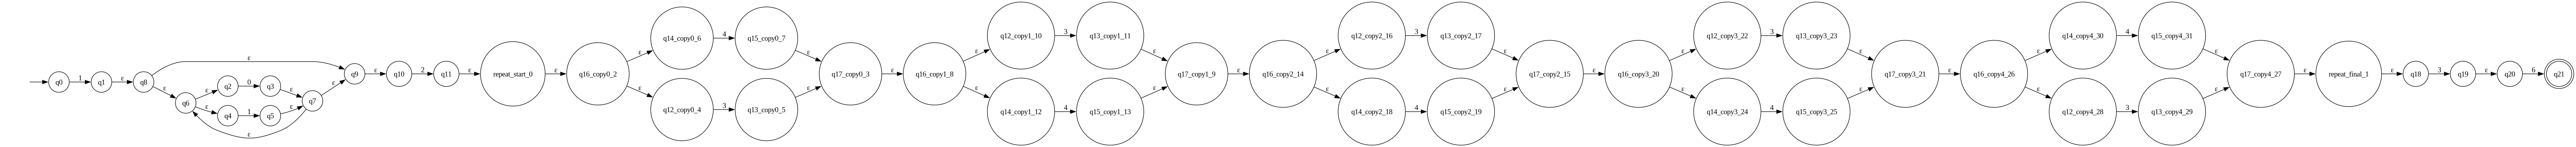 q0
1
q1
ε
q8
ε
ε
q6
ε
q2
0
q3
ε
ε
q4
1
q5
ε
q7
ε
ε
q9
ε
q10
2
q11
ε
repeat_start_0
ε
q16_copy0_2
ε
q14_copy0_6
4
q15_copy0_7
ε
ε
q12_copy0_4
3
q13_copy0_5
ε
q17_copy0_3
ε
q16_copy1_8
ε
q12_copy1_10
3
q13_copy1_11
ε
ε
q14_copy1_12
4
q15_copy1_13
ε
q17_copy1_9
ε
q16_copy2_14
ε
q12_copy2_16
3
q13_copy2_17
ε
ε
q14_copy2_18
4
q15_copy2_19
ε
q17_copy2_15
ε
q16_copy3_20
ε
q12_copy3_22
3
q13_copy3_23
ε
ε
q14_copy3_24
4
q15_copy3_25
ε
q17_copy3_21
ε
q16_copy4_26
ε
q14_copy4_30
4
q15_copy4_31
ε
ε
q12_copy4_28
3
q13_copy4_29
ε
q17_copy4_27
ε
repeat_final_1
ε
q18
3
q19
ε
q20
6
q21